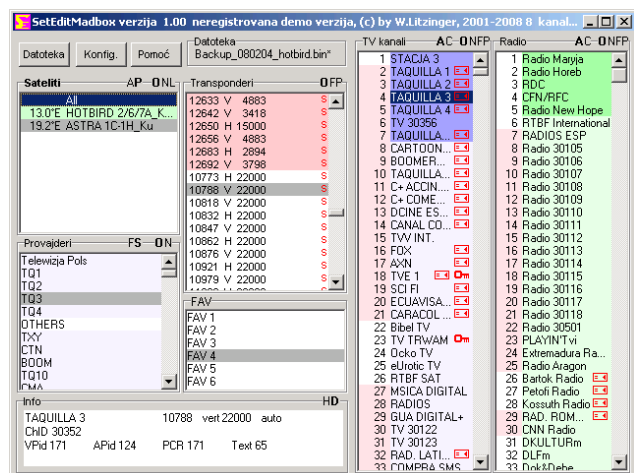 SetEditMadbox verzija 1.00 neregistrovana demo verzija, (c) by W.Litzinger, 2001-2008 8 kanal...
Datoteka Konfig. Pomoć
Datoteka
Backup_080204_hotbird.bin*
Sateliti AP ONL
All
13.0°E HOTBIRD 2/6/7A_K...
19.2°E ASTRA 1C-1H_Ku
Transponderi OFP
12633 V 4883 S
12642 V 3418 S
12650 H 15000 S
12656 V 4883 S
12683 H 2894 S
12692 V 3798 S
10773 H 22000 S
10788 V 22000 S
10818 V 22000 S
10832 H 22000 S
10847 V 22000 S
10862 H 22000 S
10876 V 22000 S
10921 H 22000 S
10979 V 22000 S
Provajderi FS ON
Telewizja Pols
TQ1
TQ2
TQ3
TQ4
OTHERS
TXY
CTN
BOOM
TQ10
CMA
FAV
FAV 1
FAV 2
FAV 3
FAV 4
FAV 5
FAV 6
Info HD
TAQUILLA 3 10788 vert 22000 auto
ChID 30352
VPid 171 APid 124 PCR 171 Text 65
TV kanali AC ONFP
1 STACJA 3
2 TAQUILLA 1
3 TAQUILLA 2
4 TAQUILLA 3
5 TAQUILLA 4
6 TV 30356
7 TAQUILLA...
8 CARTOON...
9 BOOMER...
10 TAQUILLA...
11 C+ ACCIN...
12 C+ COME...
13 DCINE ES...
14 CANAL CO...
15 TVV INT.
16 FOX
17 AXN
18 TVE 1
19 SCI FI
20 ECUAVISA...
21 CARACOL ...
22 Bibel TV
23 TV TRWAM
24 Ocko TV
25 eUrotic TV
26 RTBF SAT
27 MSICA DIGITAL
28 RADIOS
29 GUA DIGITAL+
30 TV 30122
31 TV 30123
32 RAD. LATI...
33 COMPRA SMS
Radio AC ONFP
1 Radio Maryja
2 Radio Horeb
3 RDC
4 CFN/RFC
5 Radio New Hope
6 RTBF International
7 RADIOS ESP
8 Radio 30105
9 Radio 30106
10 Radio 30107
11 Radio 30108
12 Radio 30109
13 Radio 30110
14 Radio 30111
15 Radio 30112
16 Radio 30113
17 Radio 30114
18 Radio 30115
19 Radio 30116
20 Radio 30117
21 Radio 30118
22 Radio 30501
23 PLAYIN'Tvi
24 Extremadura Ra...
25 Radio Aragon
26 Bartok Radio
27 Petofi Radio
28 Kossuth Radio
29 RAD. ROM...
30 CNN Radio
31 DKULTURm
32 DLFm
33 Dok&Debe